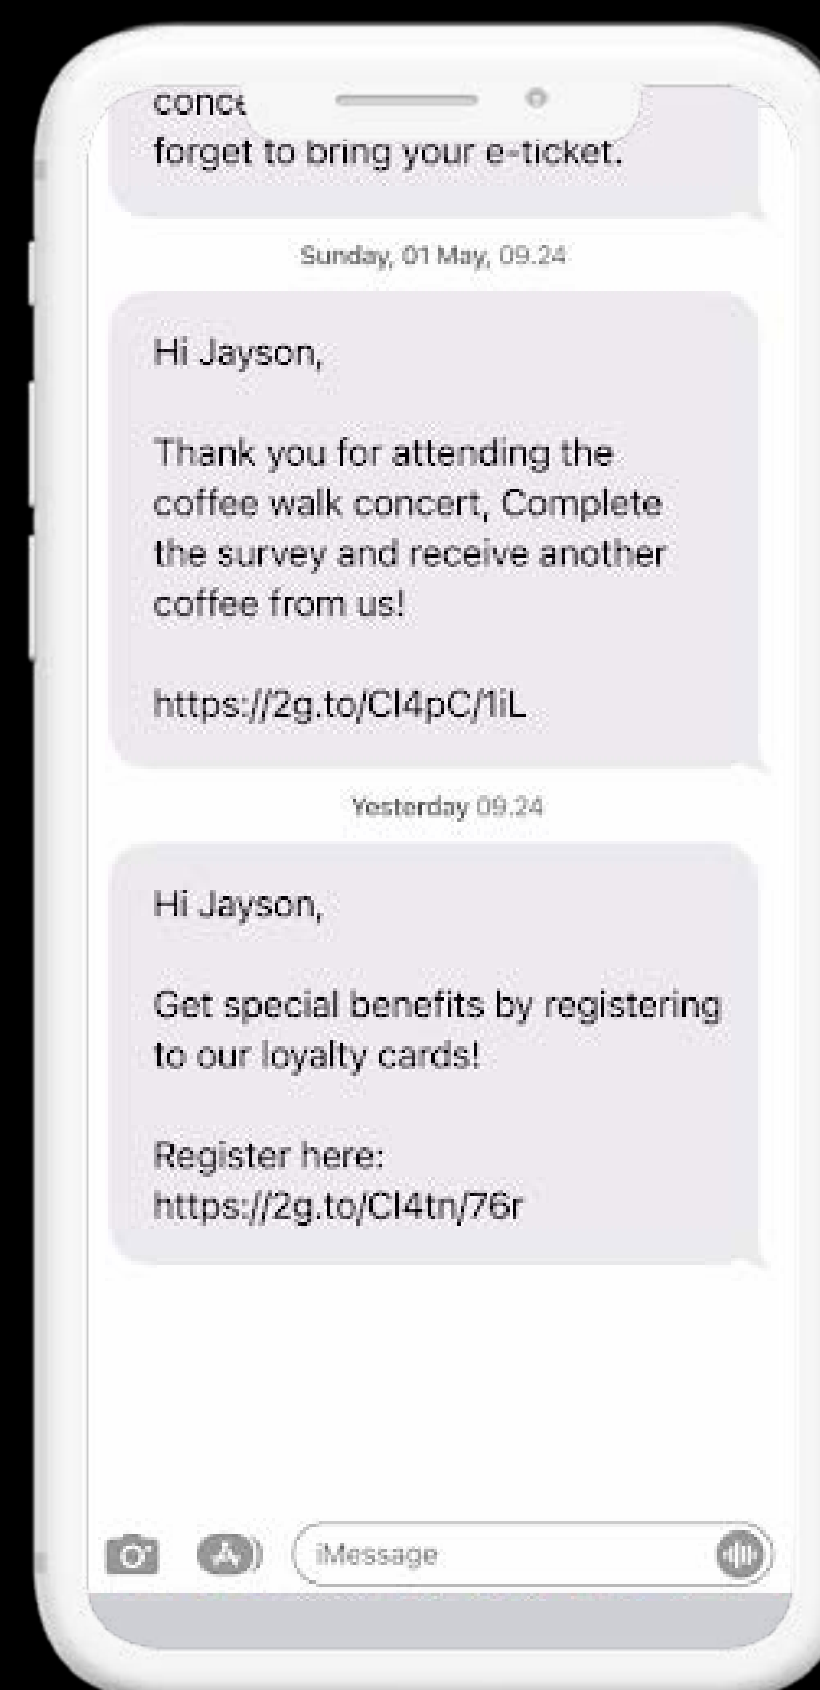 forget to bring your e-ticket.
Sunday, 01 May, 09.24
Hi Jayson,
Thank you for attending the
coffee walk concert, Complete
the survey and receive another
coffee from us!
https://2g.to/Cl4pC/1iL
Yesterday 09.24
Hi Jayson,
Get special benefits by registering
to our loyalty cards!
Register here:
https://2g.to/Cl4tn/76r
iMessage